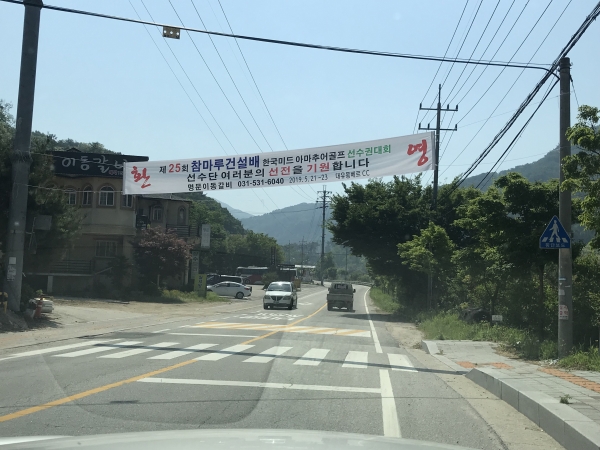 이동갈비
환 영
제 25회 참마루건설배 한국미드 아마추어골프 선수권대회
선수단 여러분의 선전을 기원합니다
명문이동갈비 031-531-6040 2019. 5.21~23 대유몽베르CC